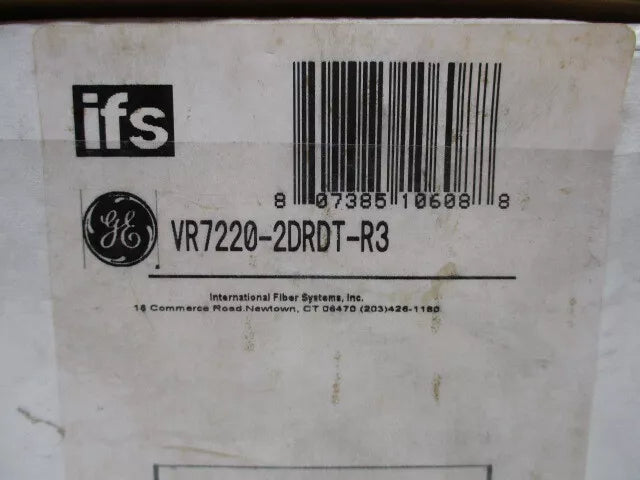 ifs
8 07385 10608 8
GE
VR7220-2DRDT-R3
International Fiber Systems, Inc.
16 Commerce Road.Newtown, CT 06470 (203)426-1180